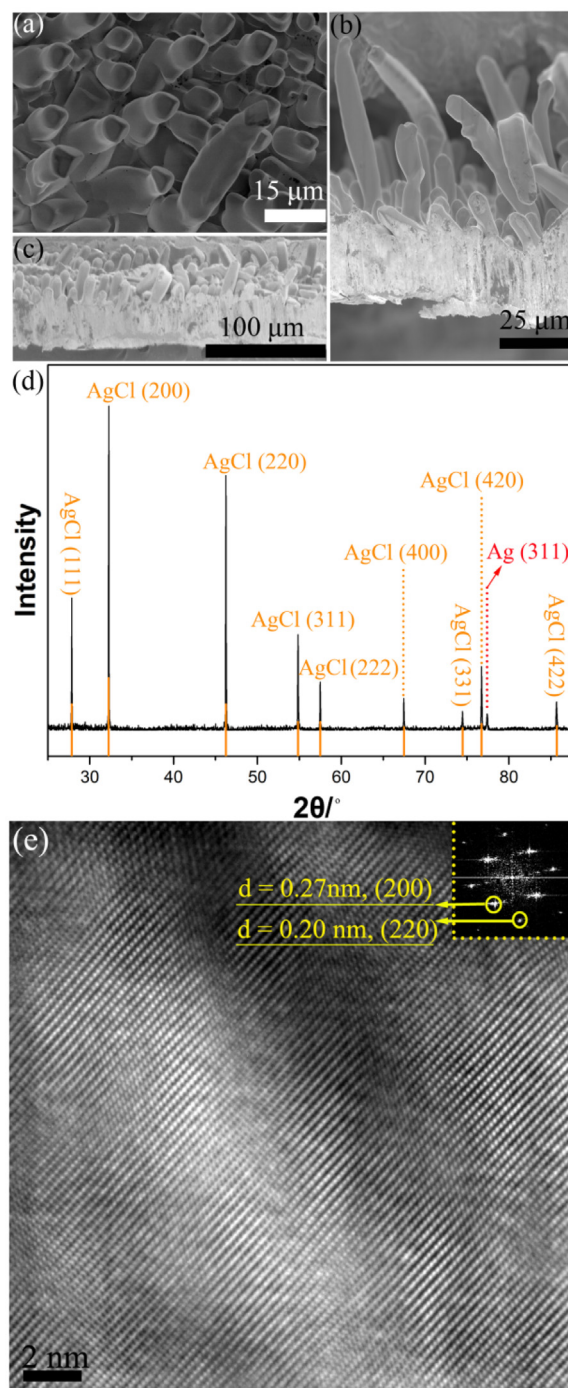 (a)
15 μm
(b)
25 μm
(c)
100 μm
(d)
AgCl (200)
AgCl (220)
AgCl (420)
AgCl (111)
AgCl (400)
Ag (311)
AgCl (311)
AgCl(222)
AgCl (331)
AgCl (422)
Intensity
30 40 50 60 70 80
2θ/°
(e)
d = 0.27nm, (200)
d = 0.20 nm, (220)
2 nm